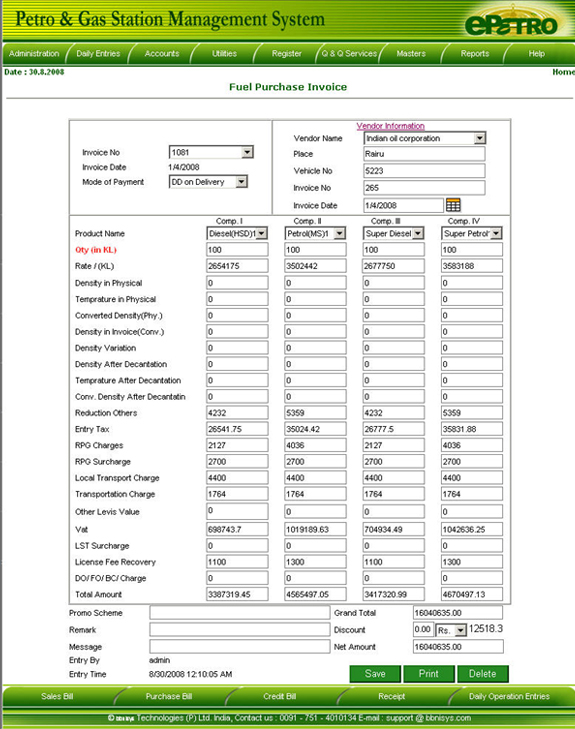 Petro & Gas Station Management System
ePetro
Administration Daily Entries Accounts Utilities Register Q & Q Services Masters Reports Help
Date : 30.8.2008 Home
Fuel Purchase Invoice
Vendor Information
Vendor Name Indian oil corporation
Invoice No 1081
Place Rairu
Invoice Date 1/4/2008
Vehicle No 5223
Mode of Payment DD on Delivery
Invoice No 265
Invoice Date 1/4/2008
Comp. I Comp. II Comp. III Comp. IV
Product Name Diesel(HSD)1 Petrol(MS)1 Super Diesel Super Petrol
Qty (in KL) 100 100 100 100
Rate / (KL) 2654175 3502442 2677750 3583188
Density in Physical 0 0 0 0
Temprature in Physical 0 0 0 0
Converted Density(Phy.) 0 0 0 0
Density in Invoice(Conv.) 0 0 0 0
Density Variation 0 0 0 0
Density After Decantation 0 0 0 0
Temprature After Decantation 0 0 0 0
Conv. Density After Decantatin 0 0 0 0
Reduction Others 4232 5359 4232 5359
Entry Tax 26541.75 35024.42 26777.5 35831.88
RPG Charges 2127 4036 2127 4036
RPG Surcharge 2700 2700 2700 2700
Local Transport Charge 4400 4400 4400 4400
Transportation Charge 1764 1764 1764 1764
Other Levis Value 0 0 0 0
Vat 698743.7 1019189.63 704934.49 1042636.25
LST Surcharge 0 0 0 0
License Fee Recovery 1100 1300 1100 1300
DO/ FO/ BC/ Charge 0 0 0 0
Total Amount 3387319.45 4565497.05 3417320.99 4670497.13
Promo Scheme Grand Total 16040635.00
Remark Discount 0.00 Rs. 12518.3
Message Net Amount 16040635.00
Entry By admin
Entry Time 8/30/2008 12:10:05 AM Save Print Delete
Sales Bill Purchase Bill Credit Bill Receipt Daily Operation Entries
© bbnisys Technologies (P) Ltd. India, Contact us : 0091 - 751 - 4010134 E-mail : support @ bbnisys.com